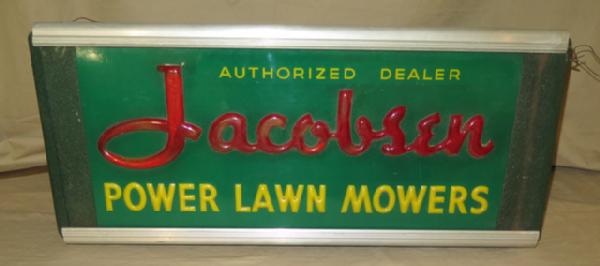 AUTHORIZED DEALER
Jacobsen
POWER LAWN MOWERS